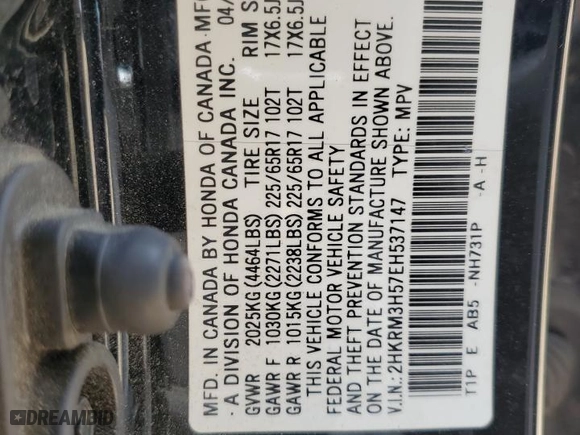 MFD. IN CANADA BY HONDA OF CANADA MFG
- A DIVISION OF HONDA CANADA INC. 04/
GVWR 2025KG (4464LBS) TIRE SIZE RIM S
GAWR F 1030KG (2271LBS) 225/65R17 102T 17X6.5J
GAWR R 1015KG (2238LBS) 225/65R17 102T 17X6.5J
THIS VEHICLE CONFORMS TO ALL APPLICABLE
FEDERAL MOTOR VEHICLE SAFETY
AND THEFT PREVENTION STANDARDS IN EFFECT
ON THE DATE OF MANUFACTURE SHOWN ABOVE.
V.I.N.: 2HKRM3H57EH537147 TYPE: MPV
T1P E AB5 -NH731P -A -H
DREAMBID